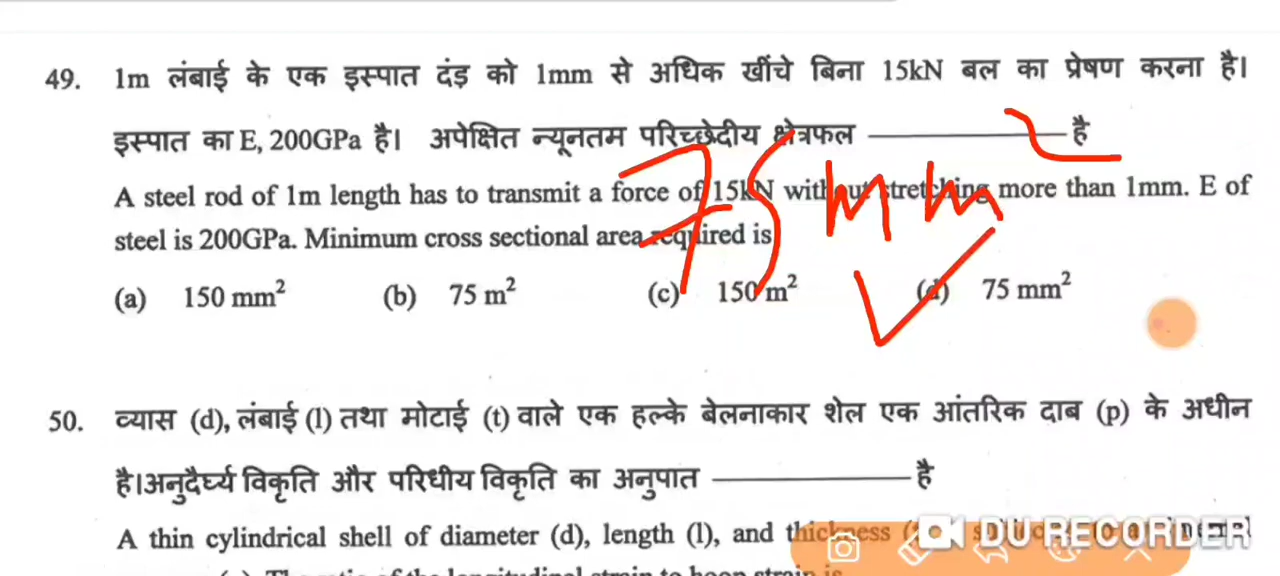 49. 1m लंबाई के एक इस्पात दंड़ को 1mm से अधिक खींचे बिना 15kN बल का प्रेषण करना है।
इस्पात का E, 200GPa है। अपेक्षित न्यूनतम परिच्छेदीय क्षेत्रफल ___________ है
A steel rod of 1m length has to transmit a force of 15kN without stretching more than 1mm. E of
steel is 200GPa. Minimum cross sectional area required is
75 mm
(a) 150 mm² (b) 75 m² (c) 150 m² (d) 75 mm²
50. व्यास (d), लंबाई (l) तथा मोटाई (t) वाले एक हल्के बेलनाकार शेल एक आंतरिक दाब (p) के अधीन
है।अनुदैर्घ्य विकृति और परिधीय विकृति का अनुपात ___________ है
A thin cylindrical shell of diameter (d), length (l), and thickness
DU RECORDER